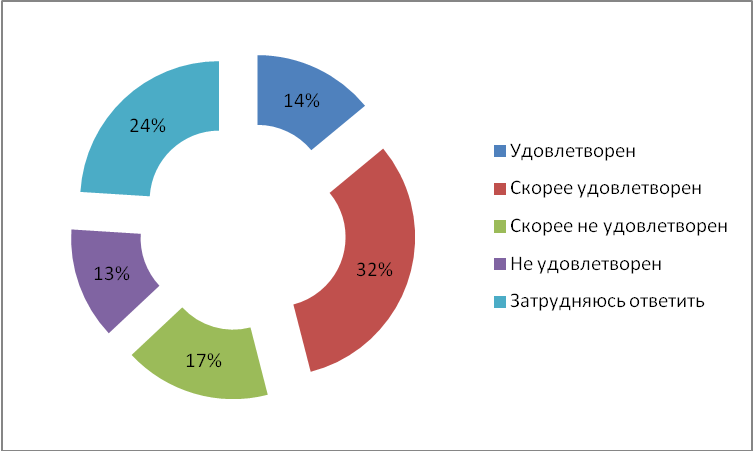 14%
32%
17%
13%
24%
Удовлетворен
Скорее удовлетворен
Скорее не удовлетворен
Не удовлетворен
Затрудняюсь ответить